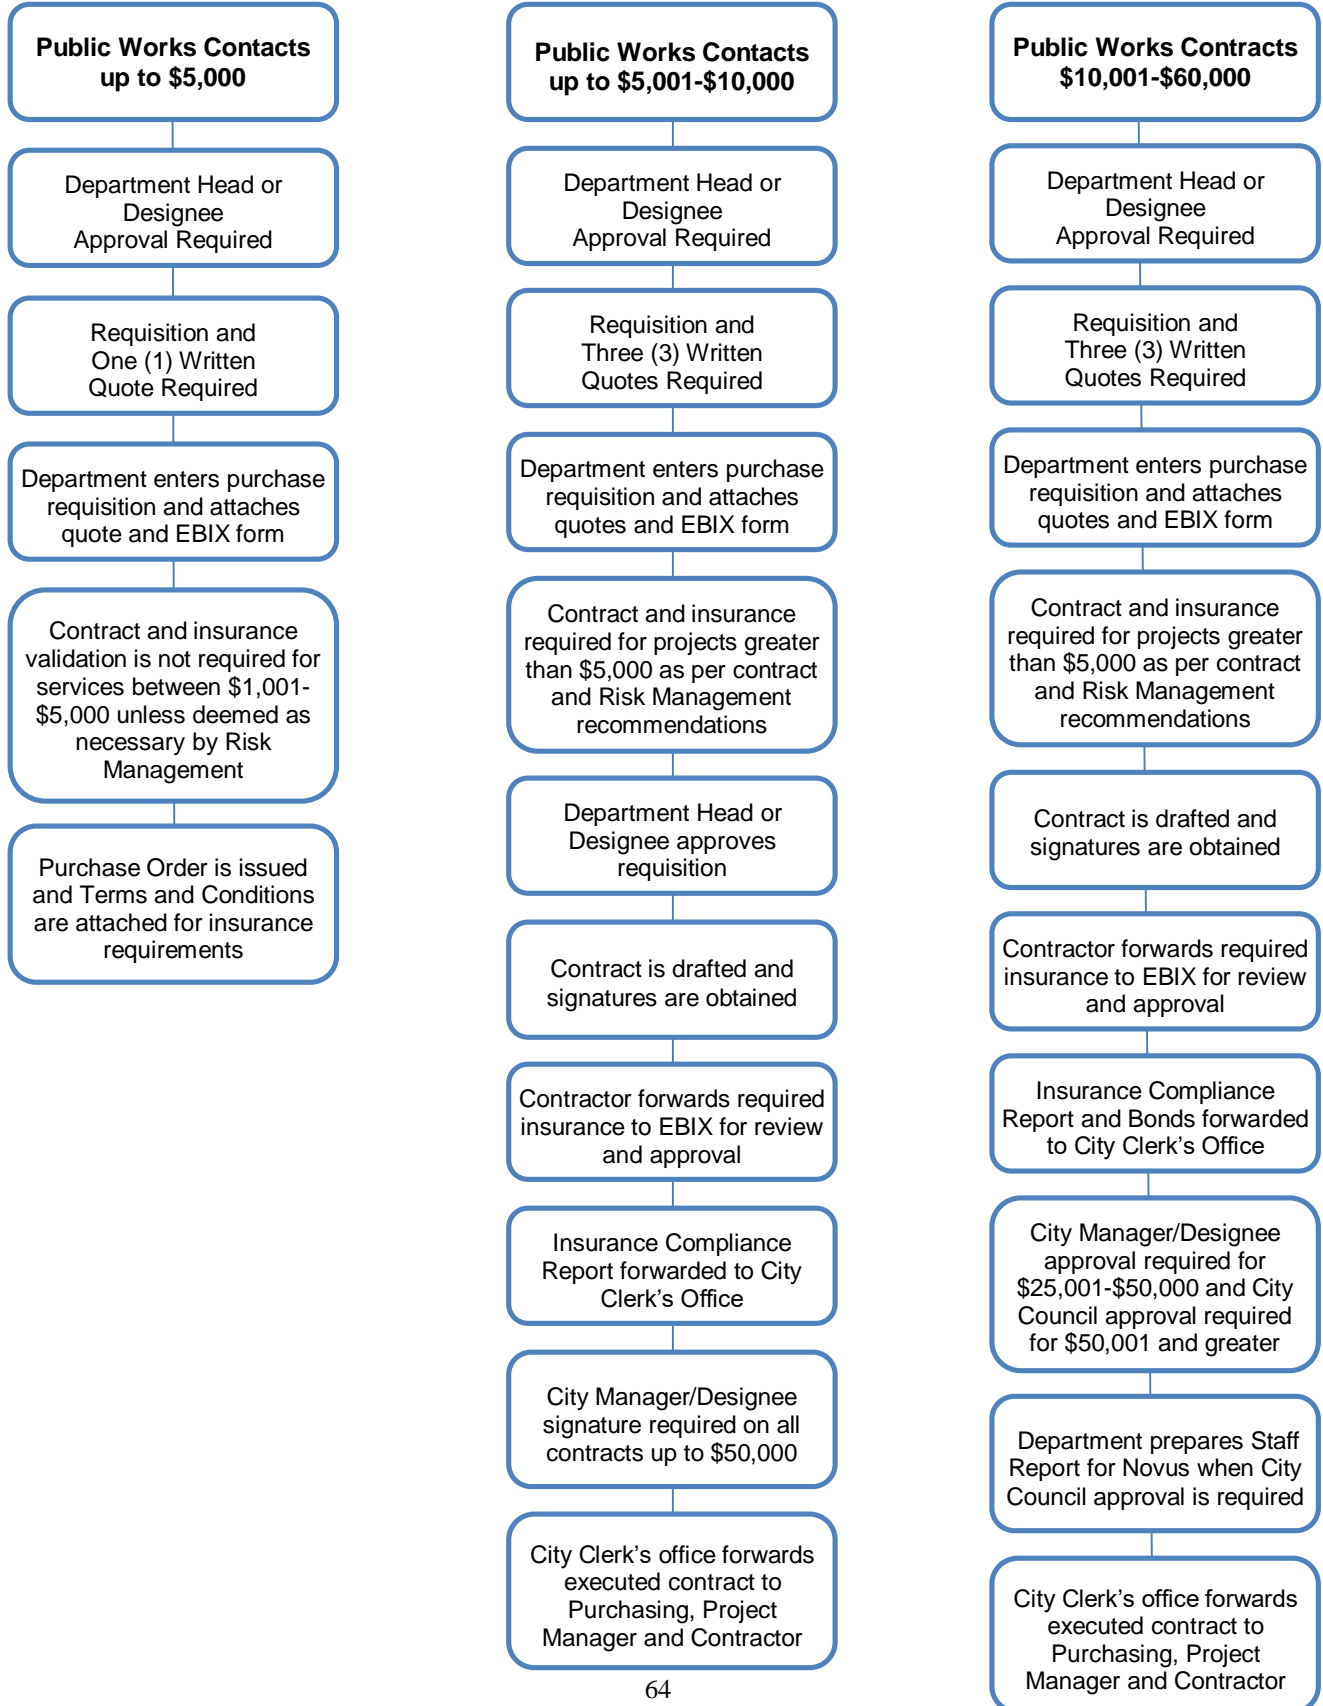 Public Works Contacts
up to $5,000
Department Head or
Designee
Approval Required
Requisition and
One (1) Written
Quote Required
Department enters purchase
requisition and attaches
quote and EBIX form
Contract and insurance
validation is not required for
services between $1,001-
$5,000 unless deemed as
necessary by Risk
Management
Purchase Order is issued
and Terms and Conditions
are attached for insurance
requirements
Public Works Contacts
up to $5,001-$10,000
Department Head or
Designee
Approval Required
Requisition and
Three (3) Written
Quotes Required
Department enters purchase
requisition and attaches
quotes and EBIX form
Contract and insurance
required for projects greater
than $5,000 as per contract
and Risk Management
recommendations
Department Head or
Designee approves
requisition
Contract is drafted and
signatures are obtained
Contractor forwards required
insurance to EBIX for review
and approval
Insurance Compliance
Report forwarded to City
Clerk’s Office
City Manager/Designee
signature required on all
contracts up to $50,000
City Clerk’s office forwards
executed contract to
Purchasing, Project
Manager and Contractor
Public Works Contracts
$10,001-$60,000
Department Head or
Designee
Approval Required
Requisition and
Three (3) Written
Quotes Required
Department enters purchase
requisition and attaches
quotes and EBIX form
Contract and insurance
required for projects greater
than $5,000 as per contract
and Risk Management
recommendations
Contract is drafted and
signatures are obtained
Contractor forwards required
insurance to EBIX for review
and approval
Insurance Compliance
Report and Bonds forwarded
to City Clerk’s Office
City Manager/Designee
approval required for
$25,001-$50,000 and City
Council approval required
for $50,001 and greater
Department prepares Staff
Report for Novus when City
Council approval is required
City Clerk’s office forwards
executed contract to
Purchasing, Project
Manager and Contractor
64